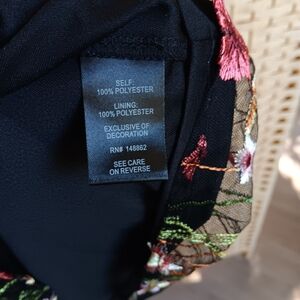 SELF:
100% POLYESTER
LINING:
100% POLYESTER
EXCLUSIVE OF
DECORATION
RN# 148862
SEE CARE
ON REVERSE